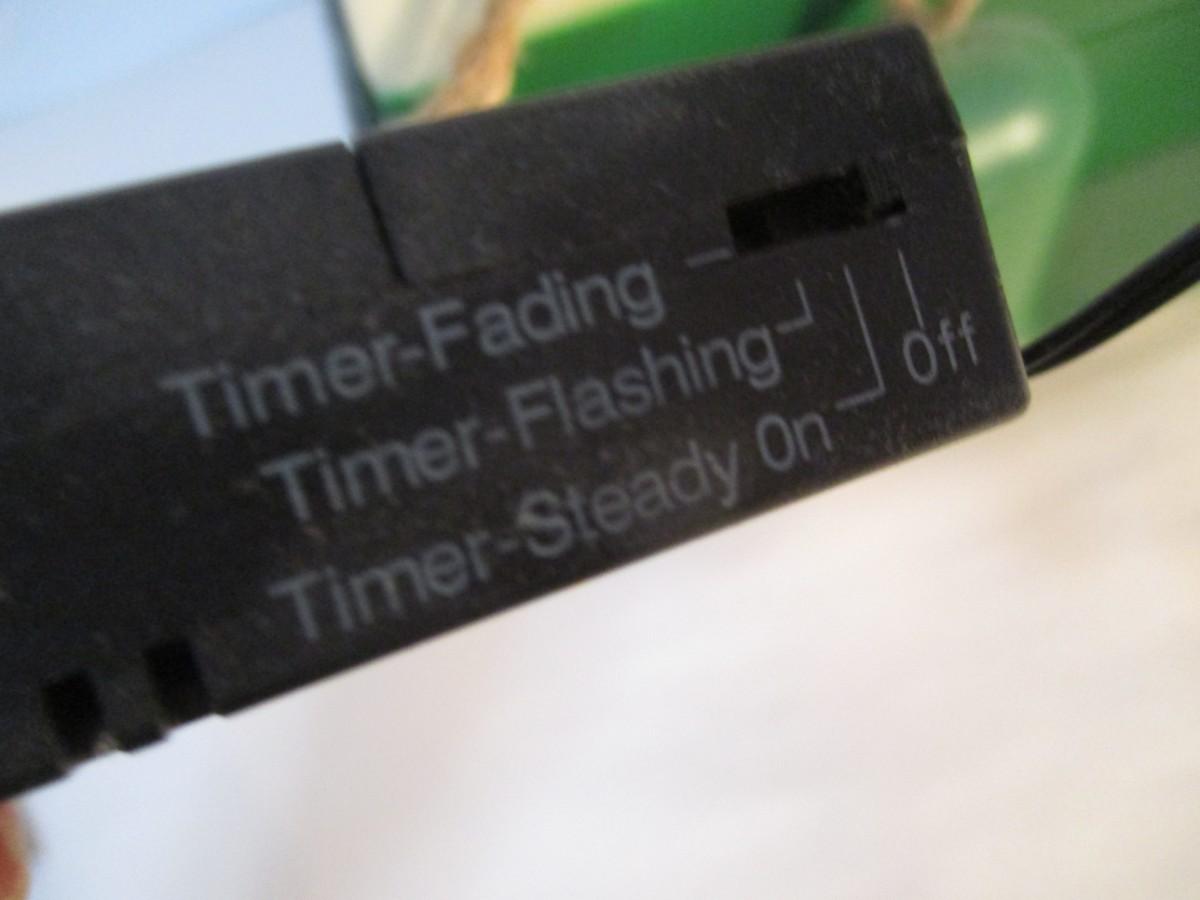 Timer-Fading
Timer-Flashing
Timer-Steady On
Off